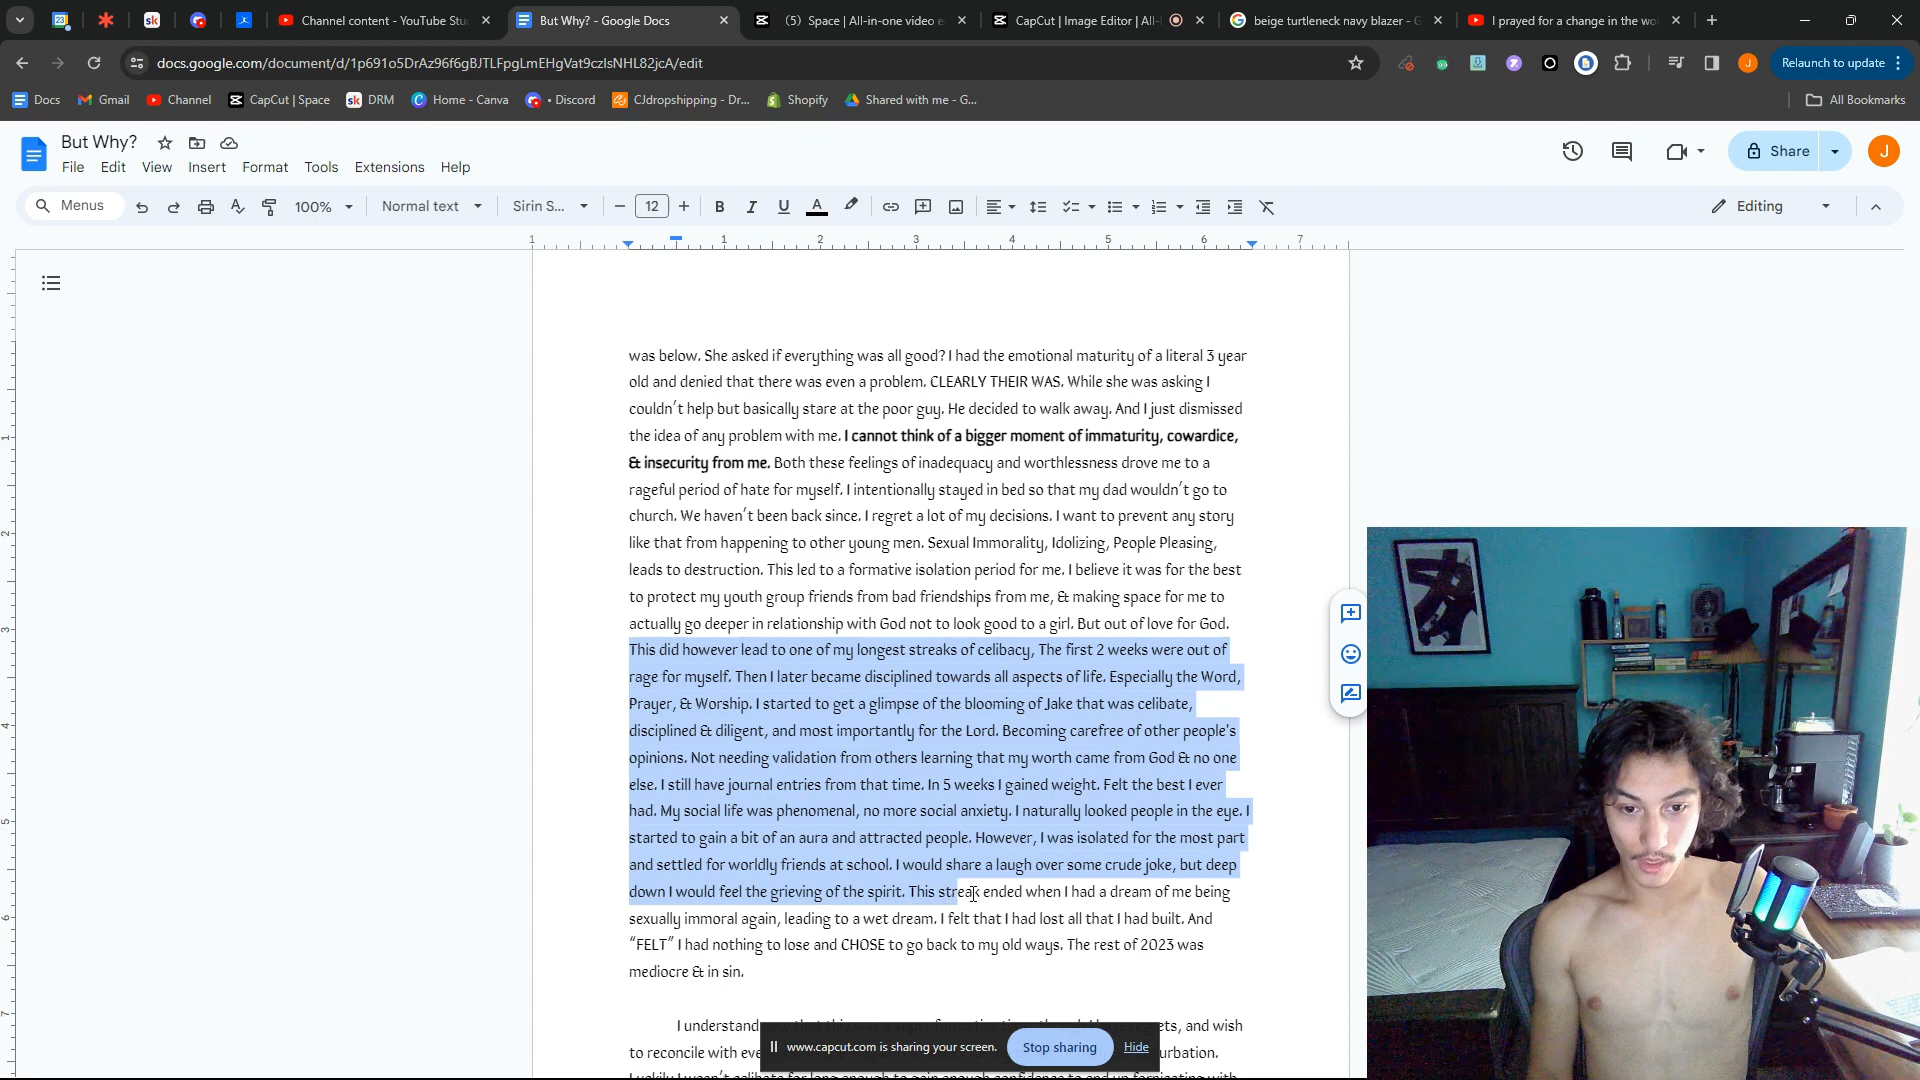 Channel content - YouTube Stu
But Why? - Google Docs
(5) Space | All-in-one video e
CapCut | Image Editor | All-
beige turtleneck navy blazer - G
I prayed for a change in the wo
docs.google.com/document/d/1p691o5DrAz96f6gBJTLFpgLmEHgVat9czIsNHL82jcA/edit
Relaunch to update
Docs
Gmail
Channel
CapCut | Space
DRM
Home - Canva
• Discord
CJdropshipping - Dr...
Shopify
Shared with me - G...
All Bookmarks
But Why?
File Edit View Insert Format Tools Extensions Help
Share
J
Menus
100%
Normal text
Sirin S...
12
Editing
1 1 2 3 4 5 6 7
was below. She asked if everything was all good? I had the emotional maturity of a literal 3 year
old and denied that there was even a problem. CLEARLY THEIR WAS. While she was asking I
couldn't help but basically stare at the poor guy. He decided to walk away. And I just dismissed
the idea of any problem with me. I cannot think of a bigger moment of immaturity, cowardice,
& insecurity from me. Both these feelings of inadequacy and worthlessness drove me to a
rageful period of hate for myself. I intentionally stayed in bed so that my dad wouldn't go to
church. We haven't been back since. I regret a lot of my decisions. I want to prevent any story
like that from happening to other young men. Sexual Immorality, Idolizing, People Pleasing,
leads to destruction. This led to a formative isolation period for me. I believe it was for the best
to protect my youth group friends from bad friendships from me, & making space for me to
actually go deeper in relationship with God not to look good to a girl. But out of love for God.
This did however lead to one of my longest streaks of celibacy, The first 2 weeks were out of
rage for myself. Then I later became disciplined towards all aspects of life. Especially the Word,
Prayer, & Worship. I started to get a glimpse of the blooming of Jake that was celibate,
disciplined & diligent, and most importantly for the Lord. Becoming carefree of other people's
opinions. Not needing validation from others learning that my worth came from God & no one
else. I still have journal entries from that time. In 5 weeks I gained weight. Felt the best I ever
had. My social life was phenomenal, no more social anxiety. I naturally looked people in the eye. I
started to gain a bit of an aura and attracted people. However, I was isolated for the most part
and settled for worldly friends at school. I would share a laugh over some crude joke, but deep
down I would feel the grieving of the spirit. This streak ended when I had a dream of me being
sexually immoral again, leading to a wet dream. I felt that I had lost all that I had built. And
“FELT” I had nothing to lose and CHOSE to go back to my old ways. The rest of 2023 was
mediocre & in sin.
I understand
, and wish
to reconcile with
www.capcut.com is sharing your screen.
Stop sharing
Hide